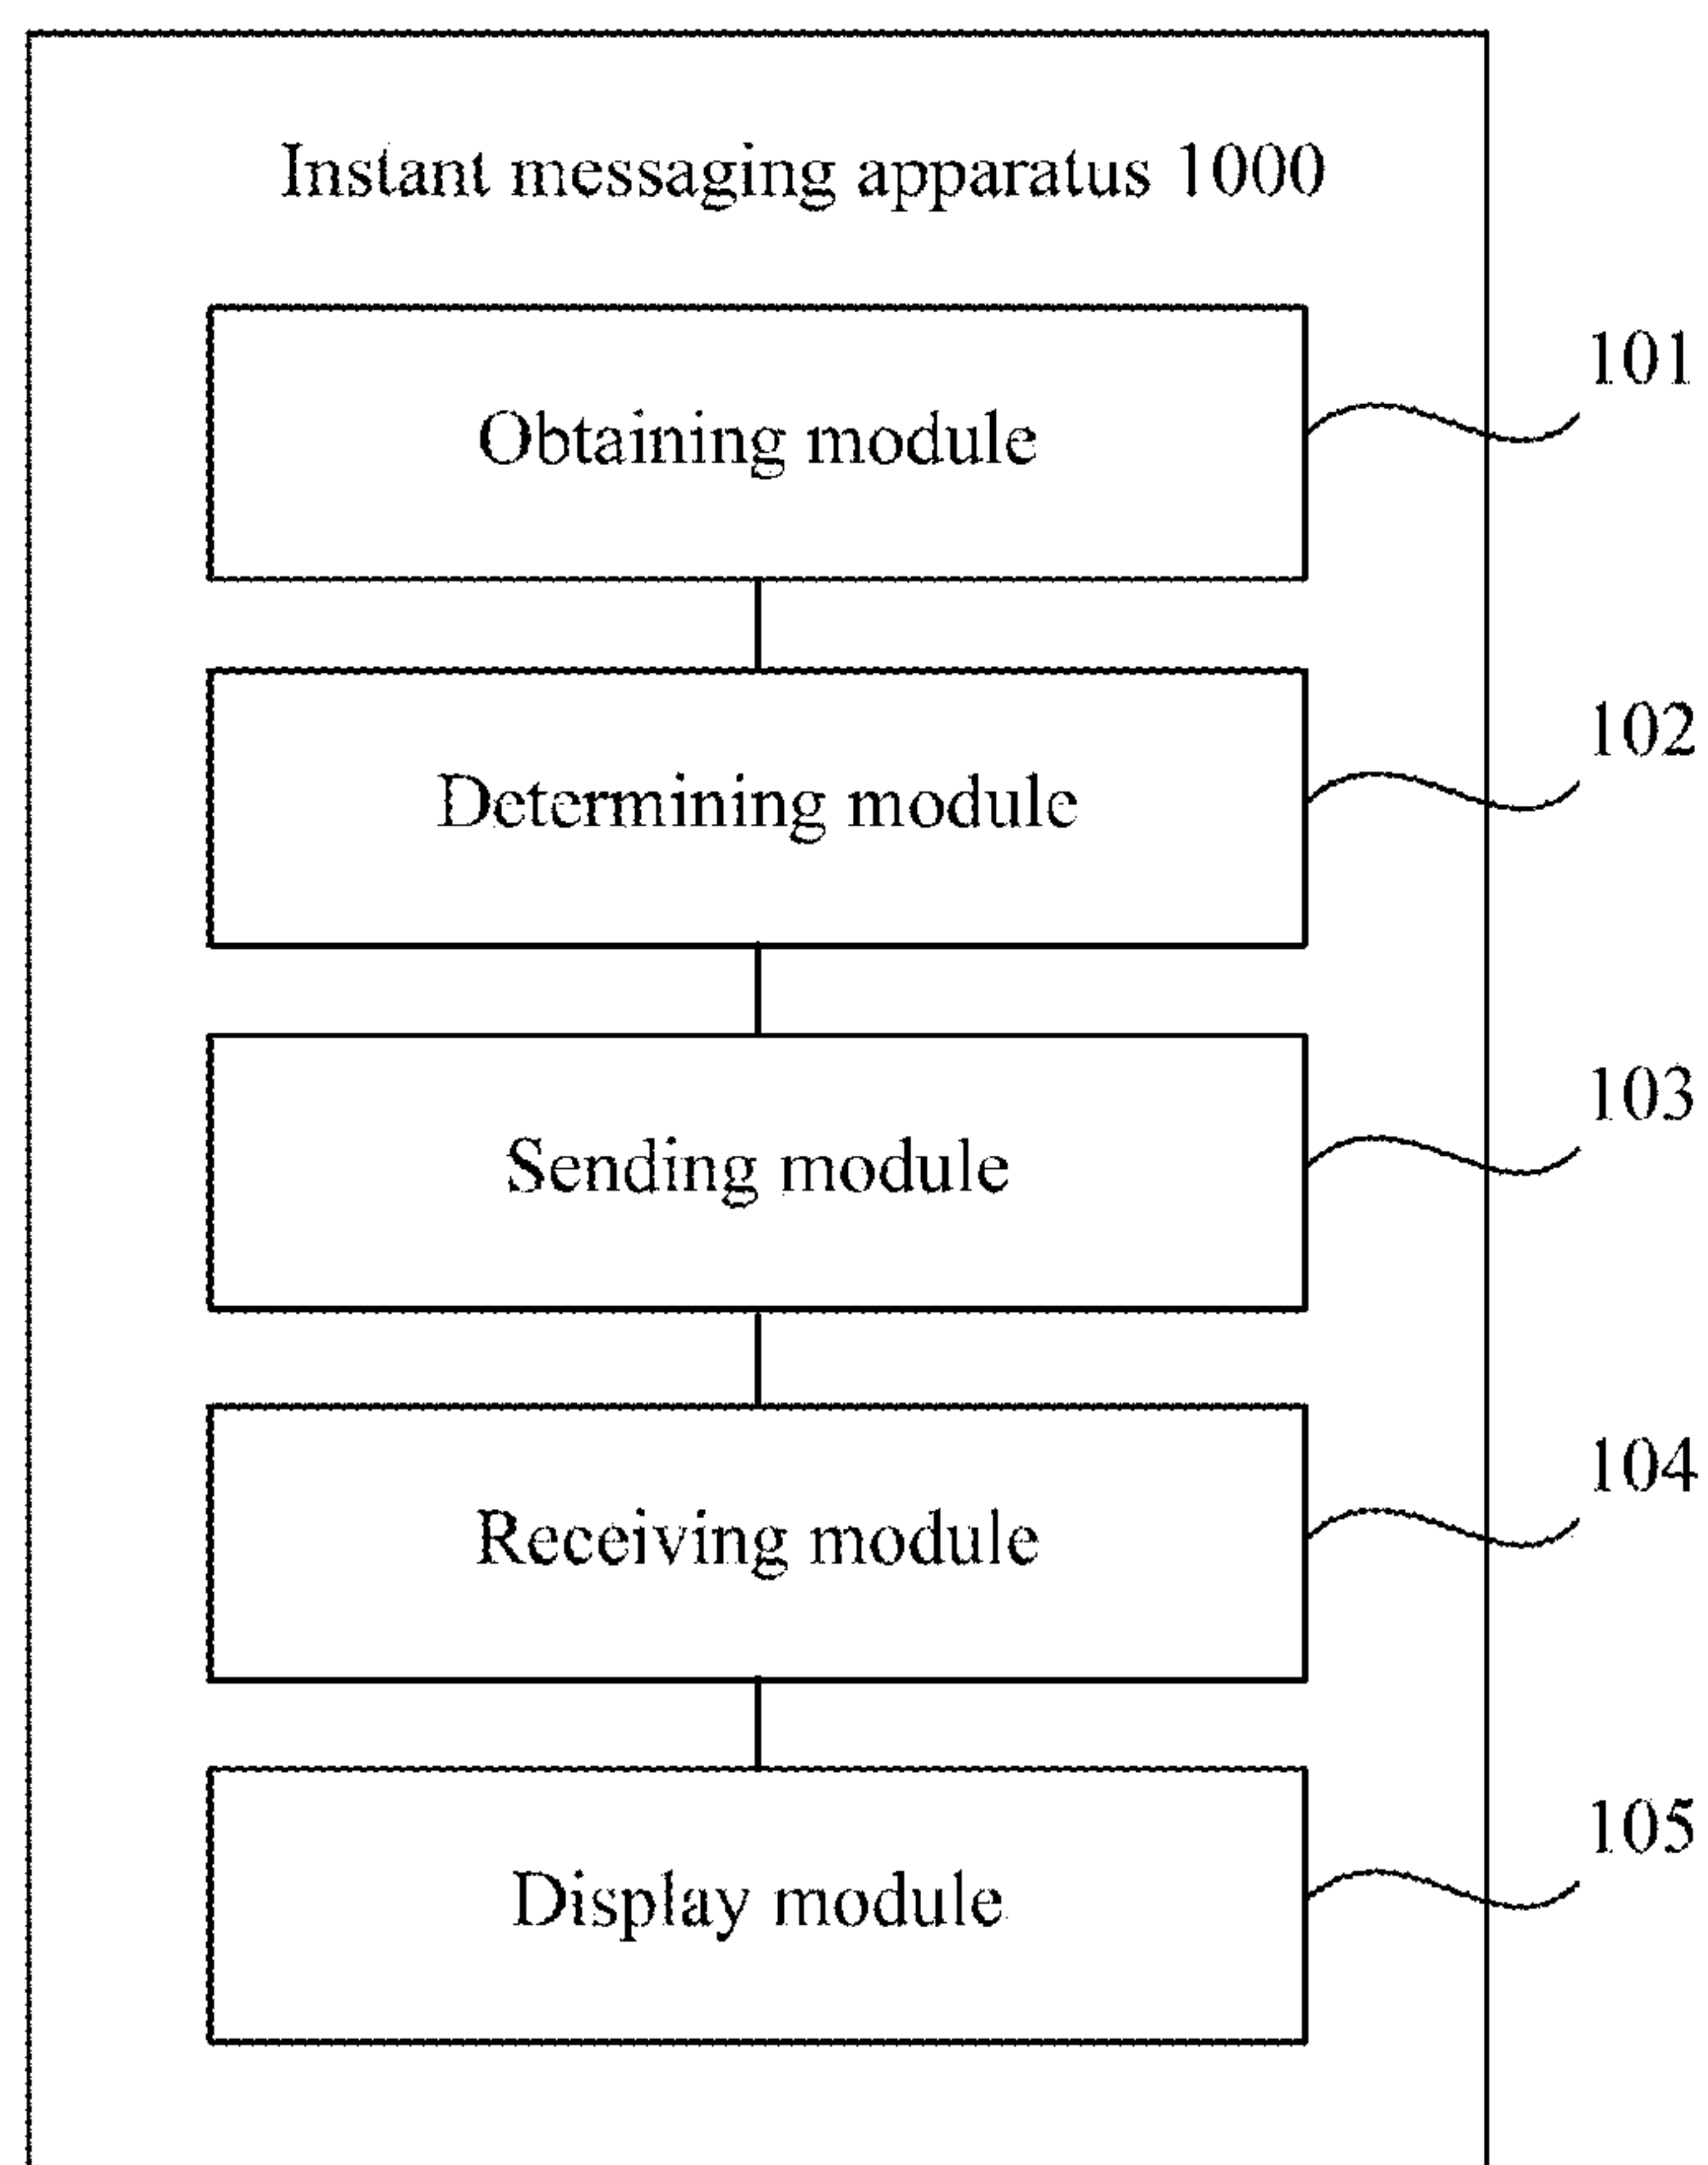 Instant messaging apparatus 1000
Obtaining module
101
Determining module
102
Sending module
103
Receiving module
104
Display module
105